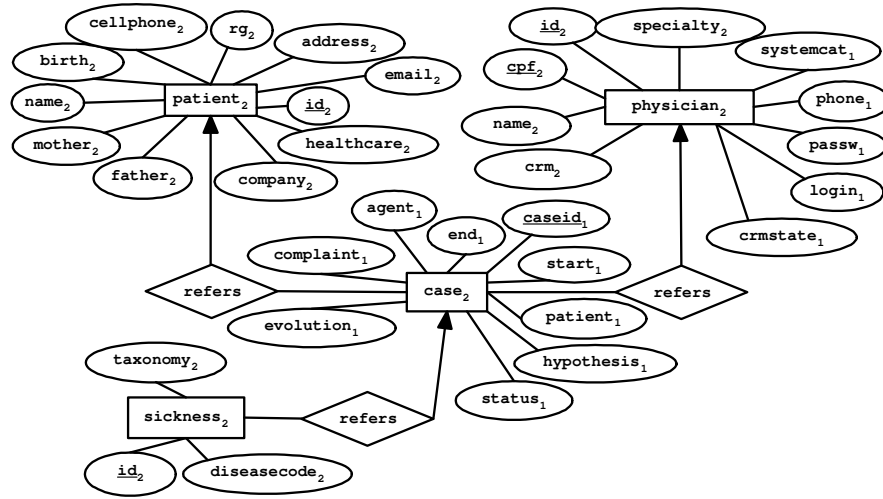 cellphone₂
rg₂
address₂
birth₂
email₂
name₂
patient₂
id₂
mother₂
healthcare₂
father₂
company₂
id₂
specialty₂
systemcat₁
cpf₂
physician₂
phone₁
name₂
passw₁
crm₂
login₁
crmstate₁
agent₁
end₁
caseid₁
complaint₁
start₁
refers
case₂
refers
evolution₁
patient₁
hypothesis₁
status₁
taxonomy₂
sickness₂
refers
id₂
diseasecode₂